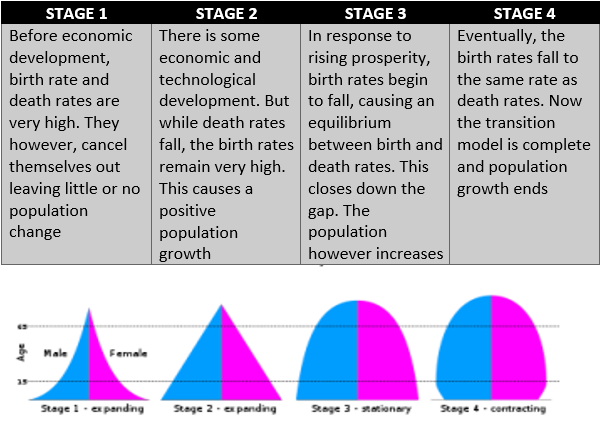 STAGE 1
Before economic
development,
birth rate and
death rates are
very high. They
however, cancel
themselves out
leaving little or no
population
change
STAGE 2
There is some
economic and
technological
development. But
while death rates
fall, the birth rates
remain very high.
This causes a
positive
population
growth
STAGE 3
In response to
rising prosperity,
birth rates begin
to fall, causing an
equilibrium
between birth and
death rates. This
closes down the
gap. The
population
however increases
STAGE 4
Eventually, the
birth rates fall to
the same rate as
death rates. Now
the transition
model is complete
and population
growth ends
65
Age
15
Male
Female
Stage 1 - expanding
Stage 2 - expanding
Stage 3 - stationary
Stage 4 - contracting